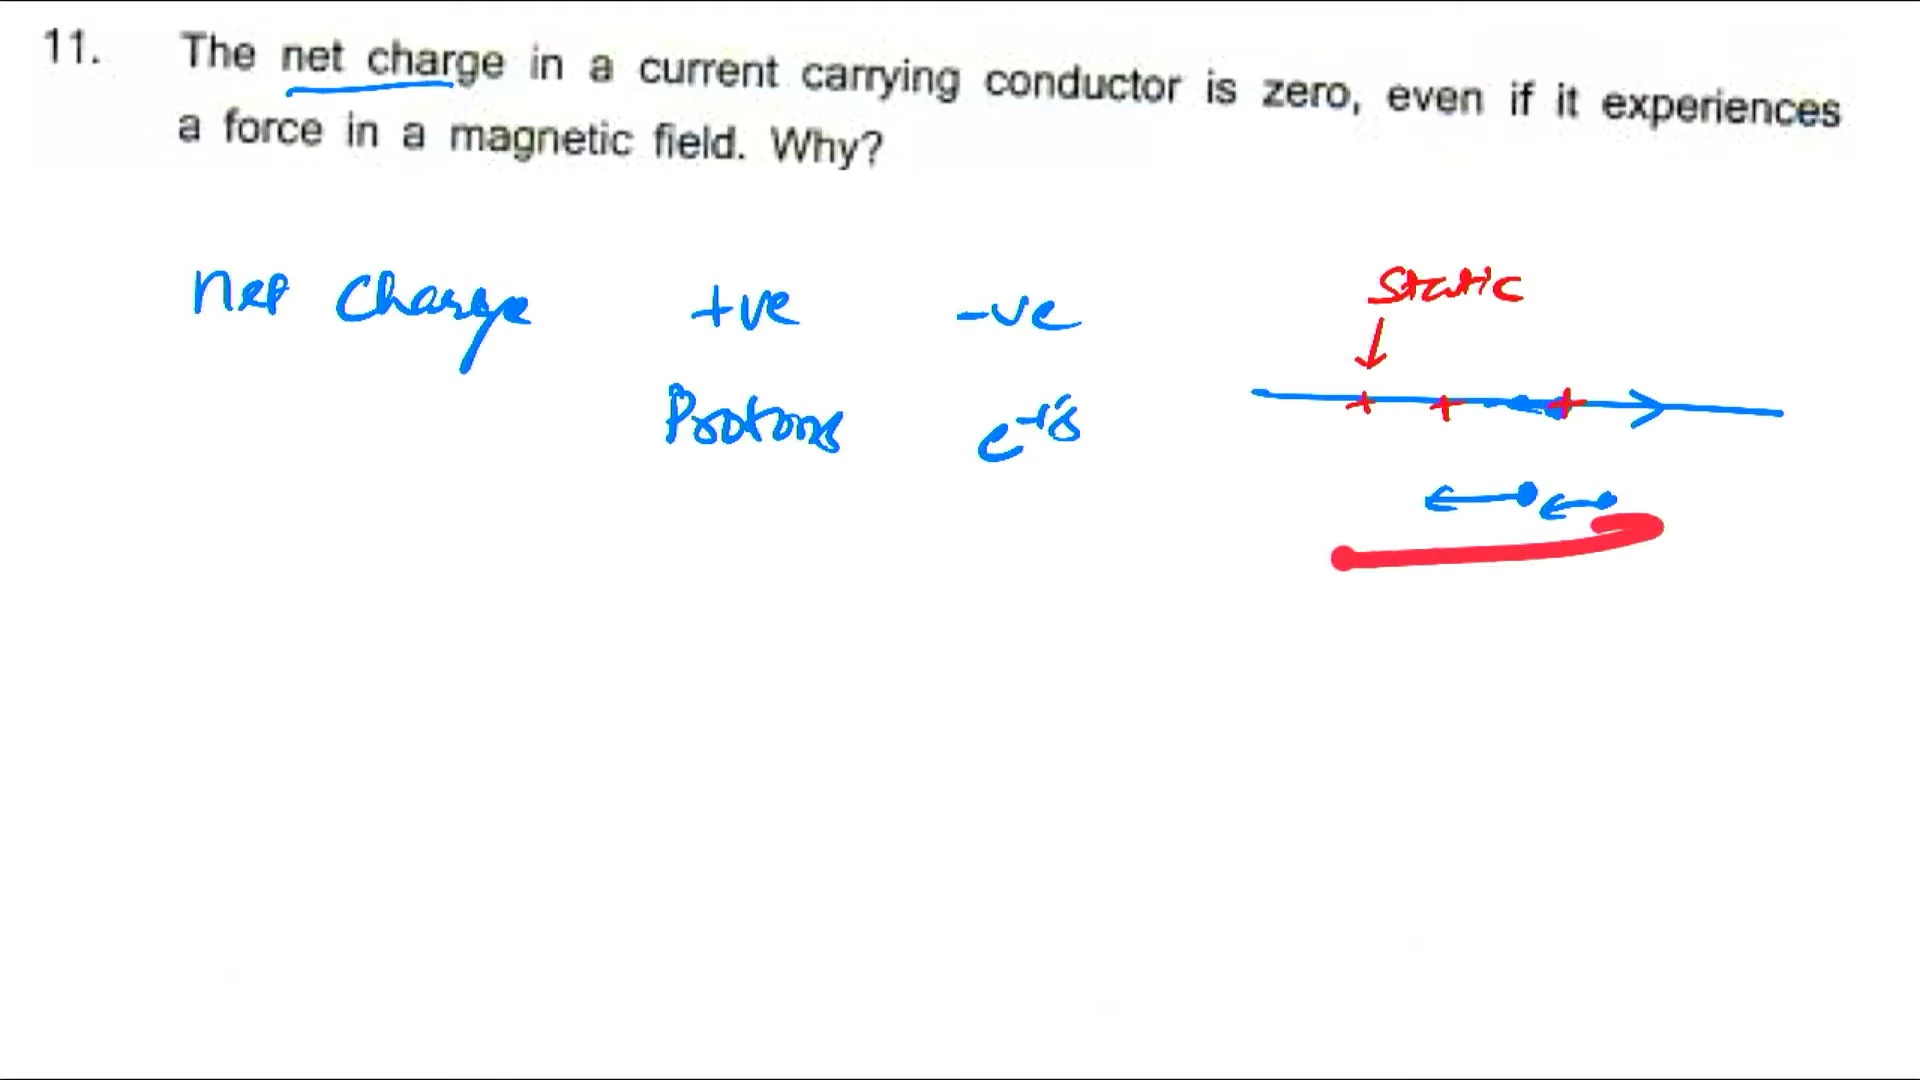 11. The net charge in a current carrying conductor is zero, even if it experiences
a force in a magnetic field. Why?
Net charge +ve -ve
Static
Protons e-'s
+ + +